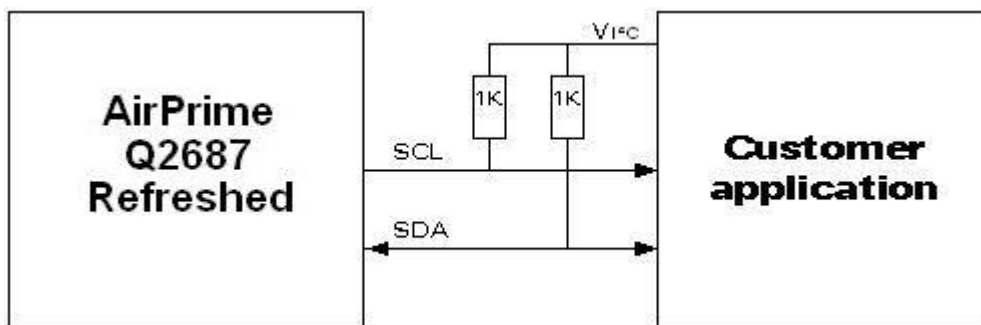 AirPrime
Q2687
Refreshed
VI²C
1K
1K
SCL
SDA
Customer
application